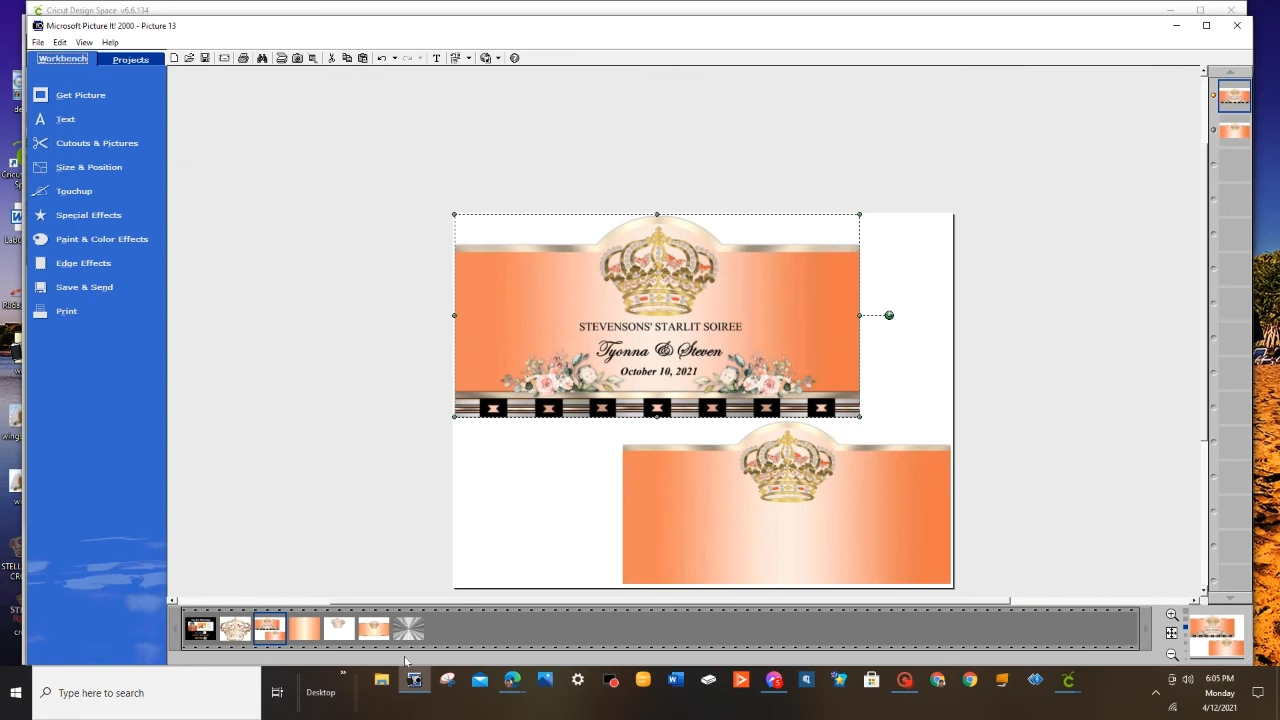 Cricut Design Space v6.6.134
Microsoft Picture It! 2000 - Picture 13
File Edit View Help
Workbench Projects
Get Picture
Text
Cutouts & Pictures
Size & Position
Touchup
Special Effects
Paint & Color Effects
Edge Effects
Save & Send
Print
STEVENSONS' STARLIT SOIREE
Tyonna & Steven
October 10, 2021
Type here to search
Desktop
6:05 PM
Monday
4/12/2021